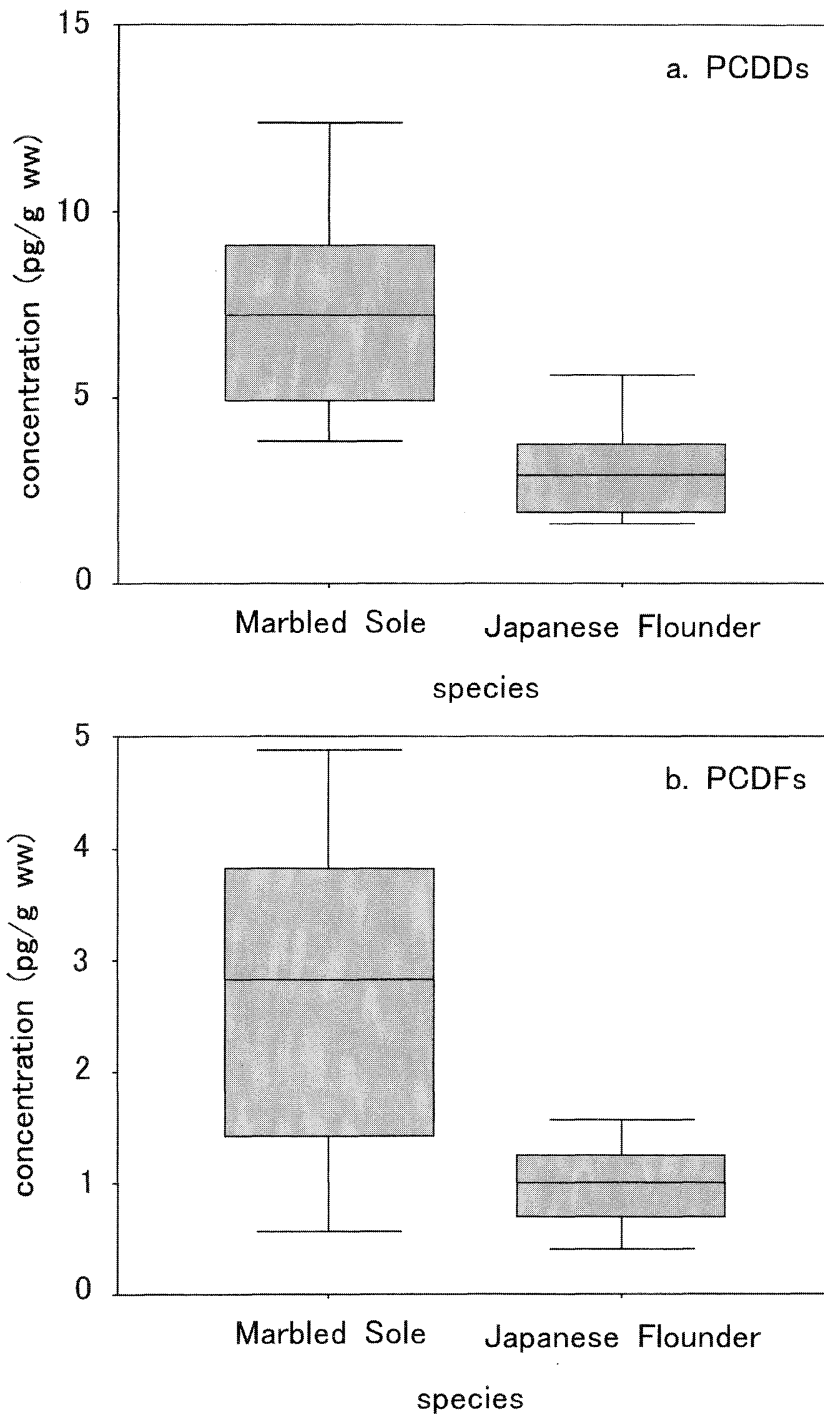 15
a. PCDDs
10
5
0
concentration (pg/g ww)
Marbled Sole
Japanese Flounder
species
5
b. PCDFs
4
3
2
1
0
concentration (pg/g ww)
Marbled Sole
Japanese Flounder
species